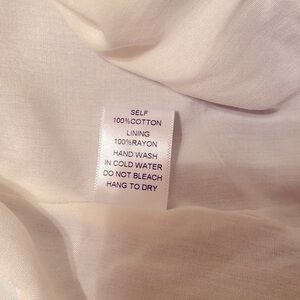 SELF
100%COTTON
LINING
100%RAYON
HAND WASH
IN COLD WATER
DO NOT BLEACH
HANG TO DRY